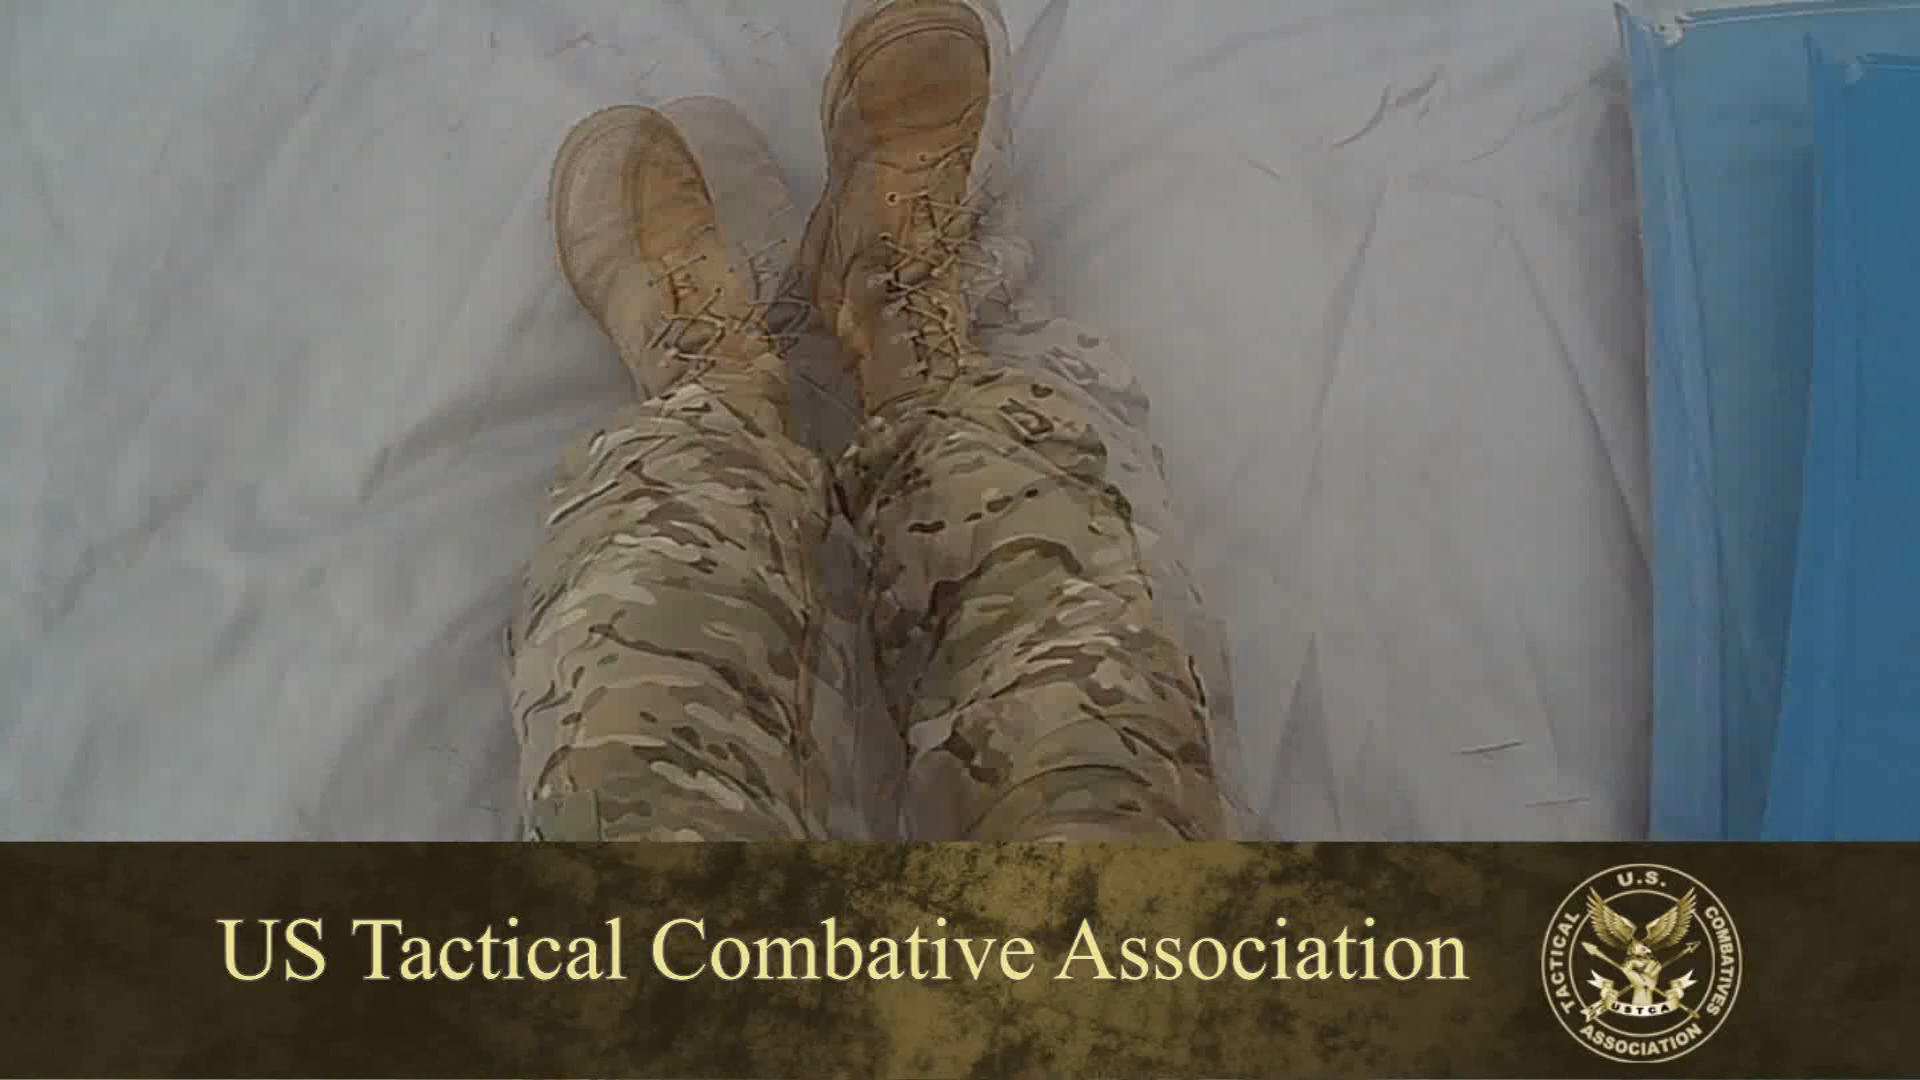 US Tactical Combative Association
U.S.
TACTICAL
COMBATIVES
USTCA
ASSOCIATION